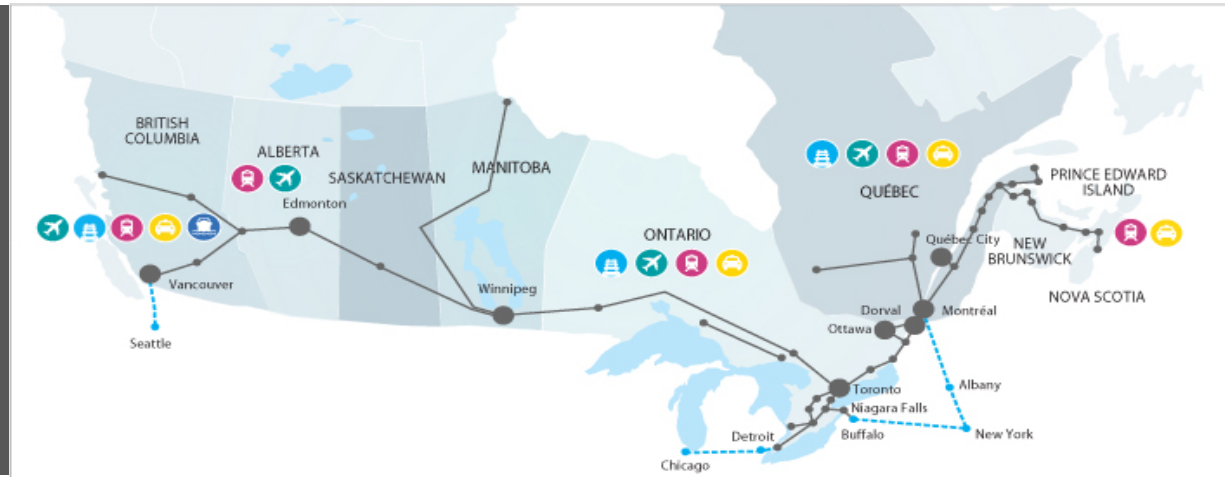 BRITISH
COLUMBIA
ALBERTA
SASKATCHEWAN
MANITOBA
Edmonton
Vancouver
Seattle
Winnipeg
ONTARIO
QUÉBEC
PRINCE EDWARD
ISLAND
Québec City
NEW
BRUNSWICK
NOVA SCOTIA
Dorval
Montréal
Ottawa
Toronto
Albany
Niagara Falls
Detroit
Buffalo
New York
Chicago